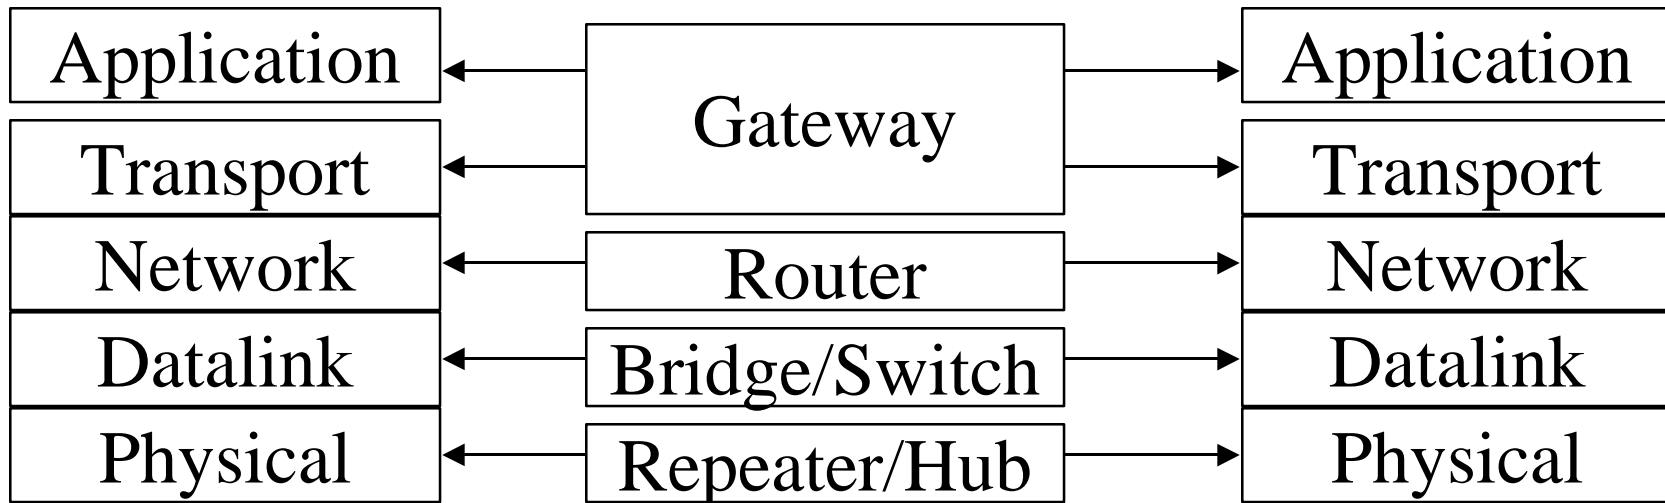 Application
Gateway
Application
Transport
Transport
Network
Router
Network
Datalink
Bridge/Switch
Datalink
Physical
Repeater/Hub
Physical